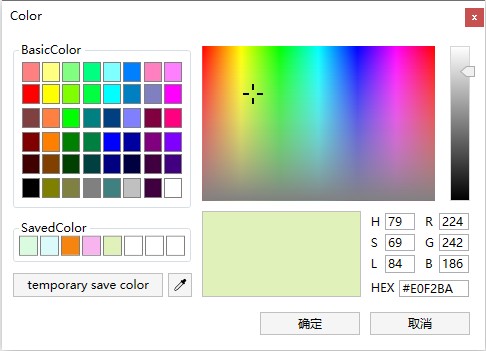 Color
x
BasicColor
SavedColor
temporary save color
H 79 R 224
S 69 G 242
L 84 B 186
HEX #E0F2BA
确定 取消